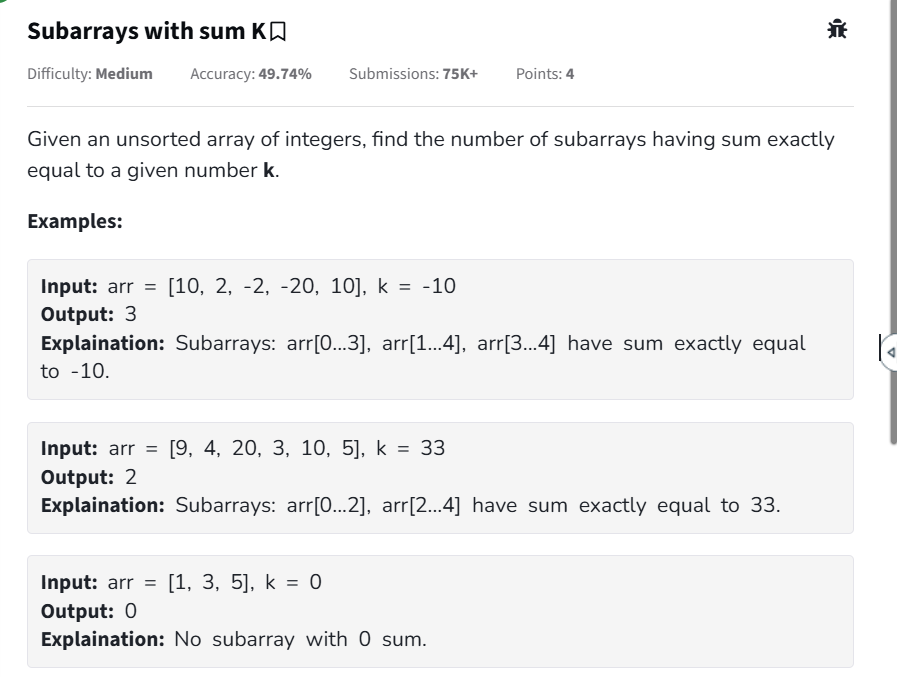 Subarrays with sum K
Difficulty: Medium Accuracy: 49.74% Submissions: 75K+ Points: 4
Given an unsorted array of integers, find the number of subarrays having sum exactly
equal to a given number k.
Examples:
Input: arr = [10, 2, -2, -20, 10], k = -10
Output: 3
Explaination: Subarrays: arr[0...3], arr[1...4], arr[3...4] have sum exactly equal
to -10.
Input: arr = [9, 4, 20, 3, 10, 5], k = 33
Output: 2
Explaination: Subarrays: arr[0...2], arr[2...4] have sum exactly equal to 33.
Input: arr = [1, 3, 5], k = 0
Output: 0
Explaination: No subarray with 0 sum.